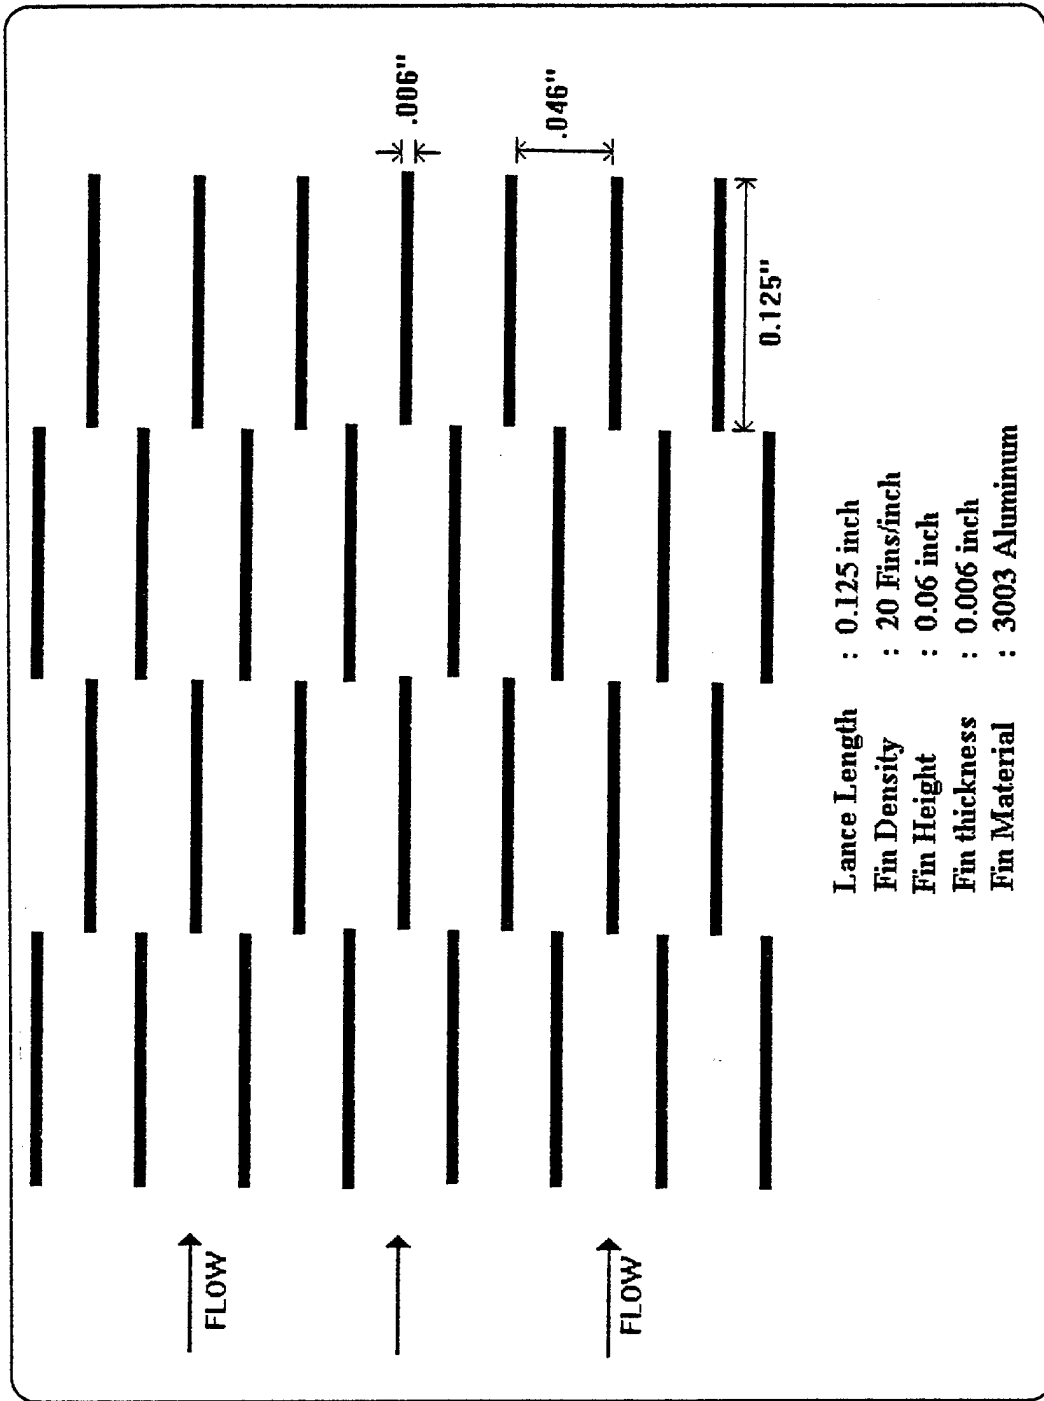 .006"
.046"
0.125"
FLOW
FLOW
Lance Length : 0.125 inch
Fin Density : 20 Fins/inch
Fin Height : 0.06 inch
Fin thickness : 0.006 inch
Fin Material : 3003 Aluminum